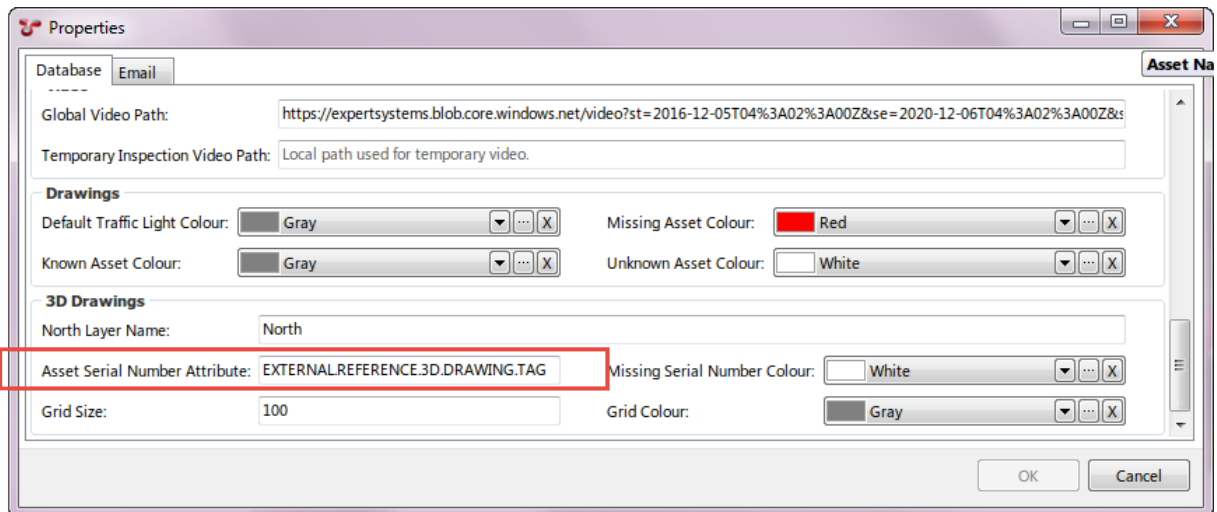 Properties
Database Email
Asset Na
Global Video Path: https://expertsystems.blob.core.windows.net/video?st=2016-12-05T04%3A02%3A00Z&se=2020-12-06T04%3A02%3A00Z&s
Temporary Inspection Video Path: Local path used for temporary video.
Drawings
Default Traffic Light Colour: Gray Missing Asset Colour: Red
Known Asset Colour: Gray Unknown Asset Colour: White
3D Drawings
North Layer Name: North
Asset Serial Number Attribute: EXTERNAL.REFERENCE.3D.DRAWING.TAG Missing Serial Number Colour: White
Grid Size: 100 Grid Colour: Gray
OK Cancel